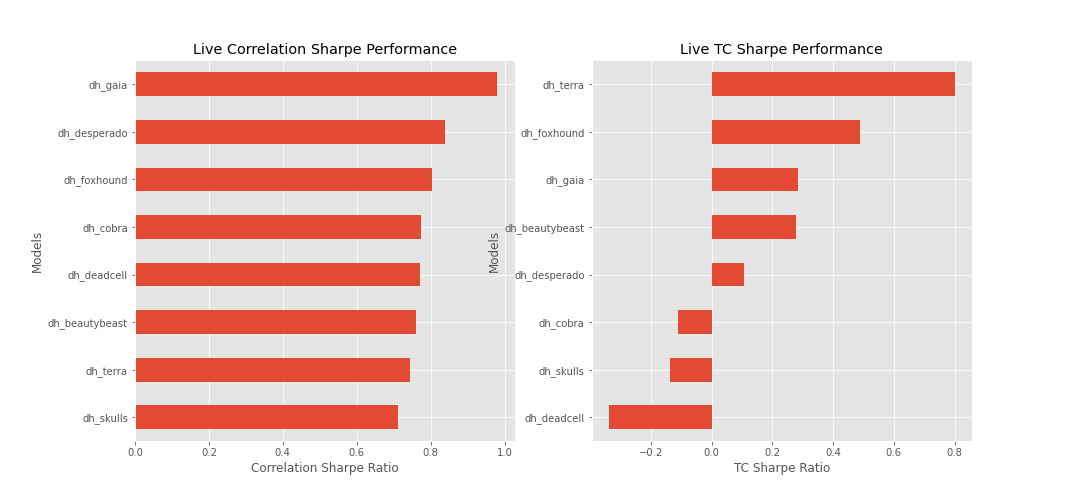 Live Correlation Sharpe Performance
Models
dh_gaia
dh_desperado
dh_foxhound
dh_cobra
dh_deadcell
dh_beautybeast
dh_terra
dh_skulls
0.0 0.2 0.4 0.6 0.8 1.0
Correlation Sharpe Ratio
Live TC Sharpe Performance
Models
dh_terra
dh_foxhound
dh_gaia
dh_beautybeast
dh_desperado
dh_cobra
dh_skulls
dh_deadcell
−0.2 0.0 0.2 0.4 0.6 0.8
TC Sharpe Ratio